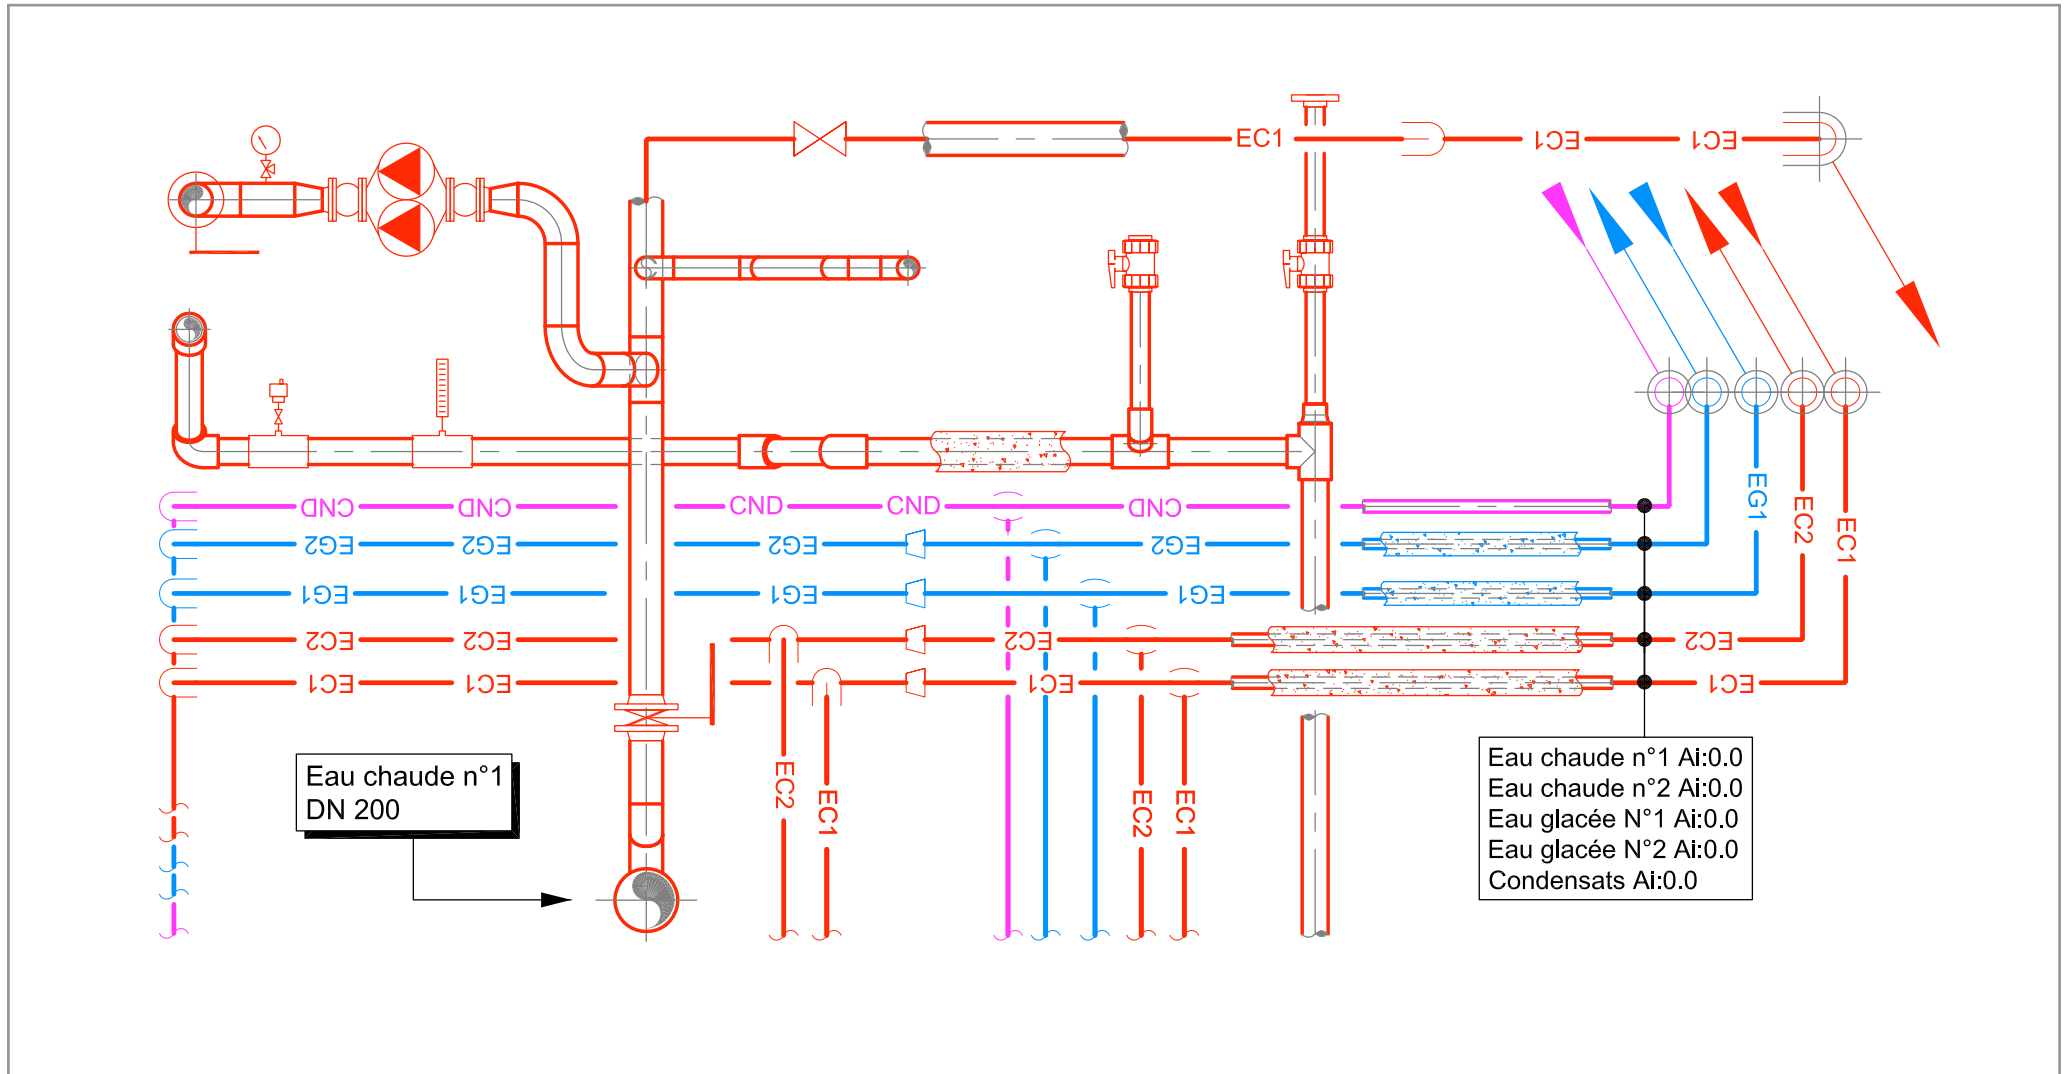 EC1 EC1 EC1
CND CND CND CND CND
EG2 EG2 EG2 EG2
EG1 EG1 EG1 EG1
EC2 EC2 EC2 EC2
EC1 EC1 EC1 EC1
EG1
EC2
EC1
EC2
EC1
EC2
EC1
Eau chaude n°1
DN 200
Eau chaude n°1 Ai:0.0
Eau chaude n°2 Ai:0.0
Eau glacée N°1 Ai:0.0
Eau glacée N°2 Ai:0.0
Condensats Ai:0.0